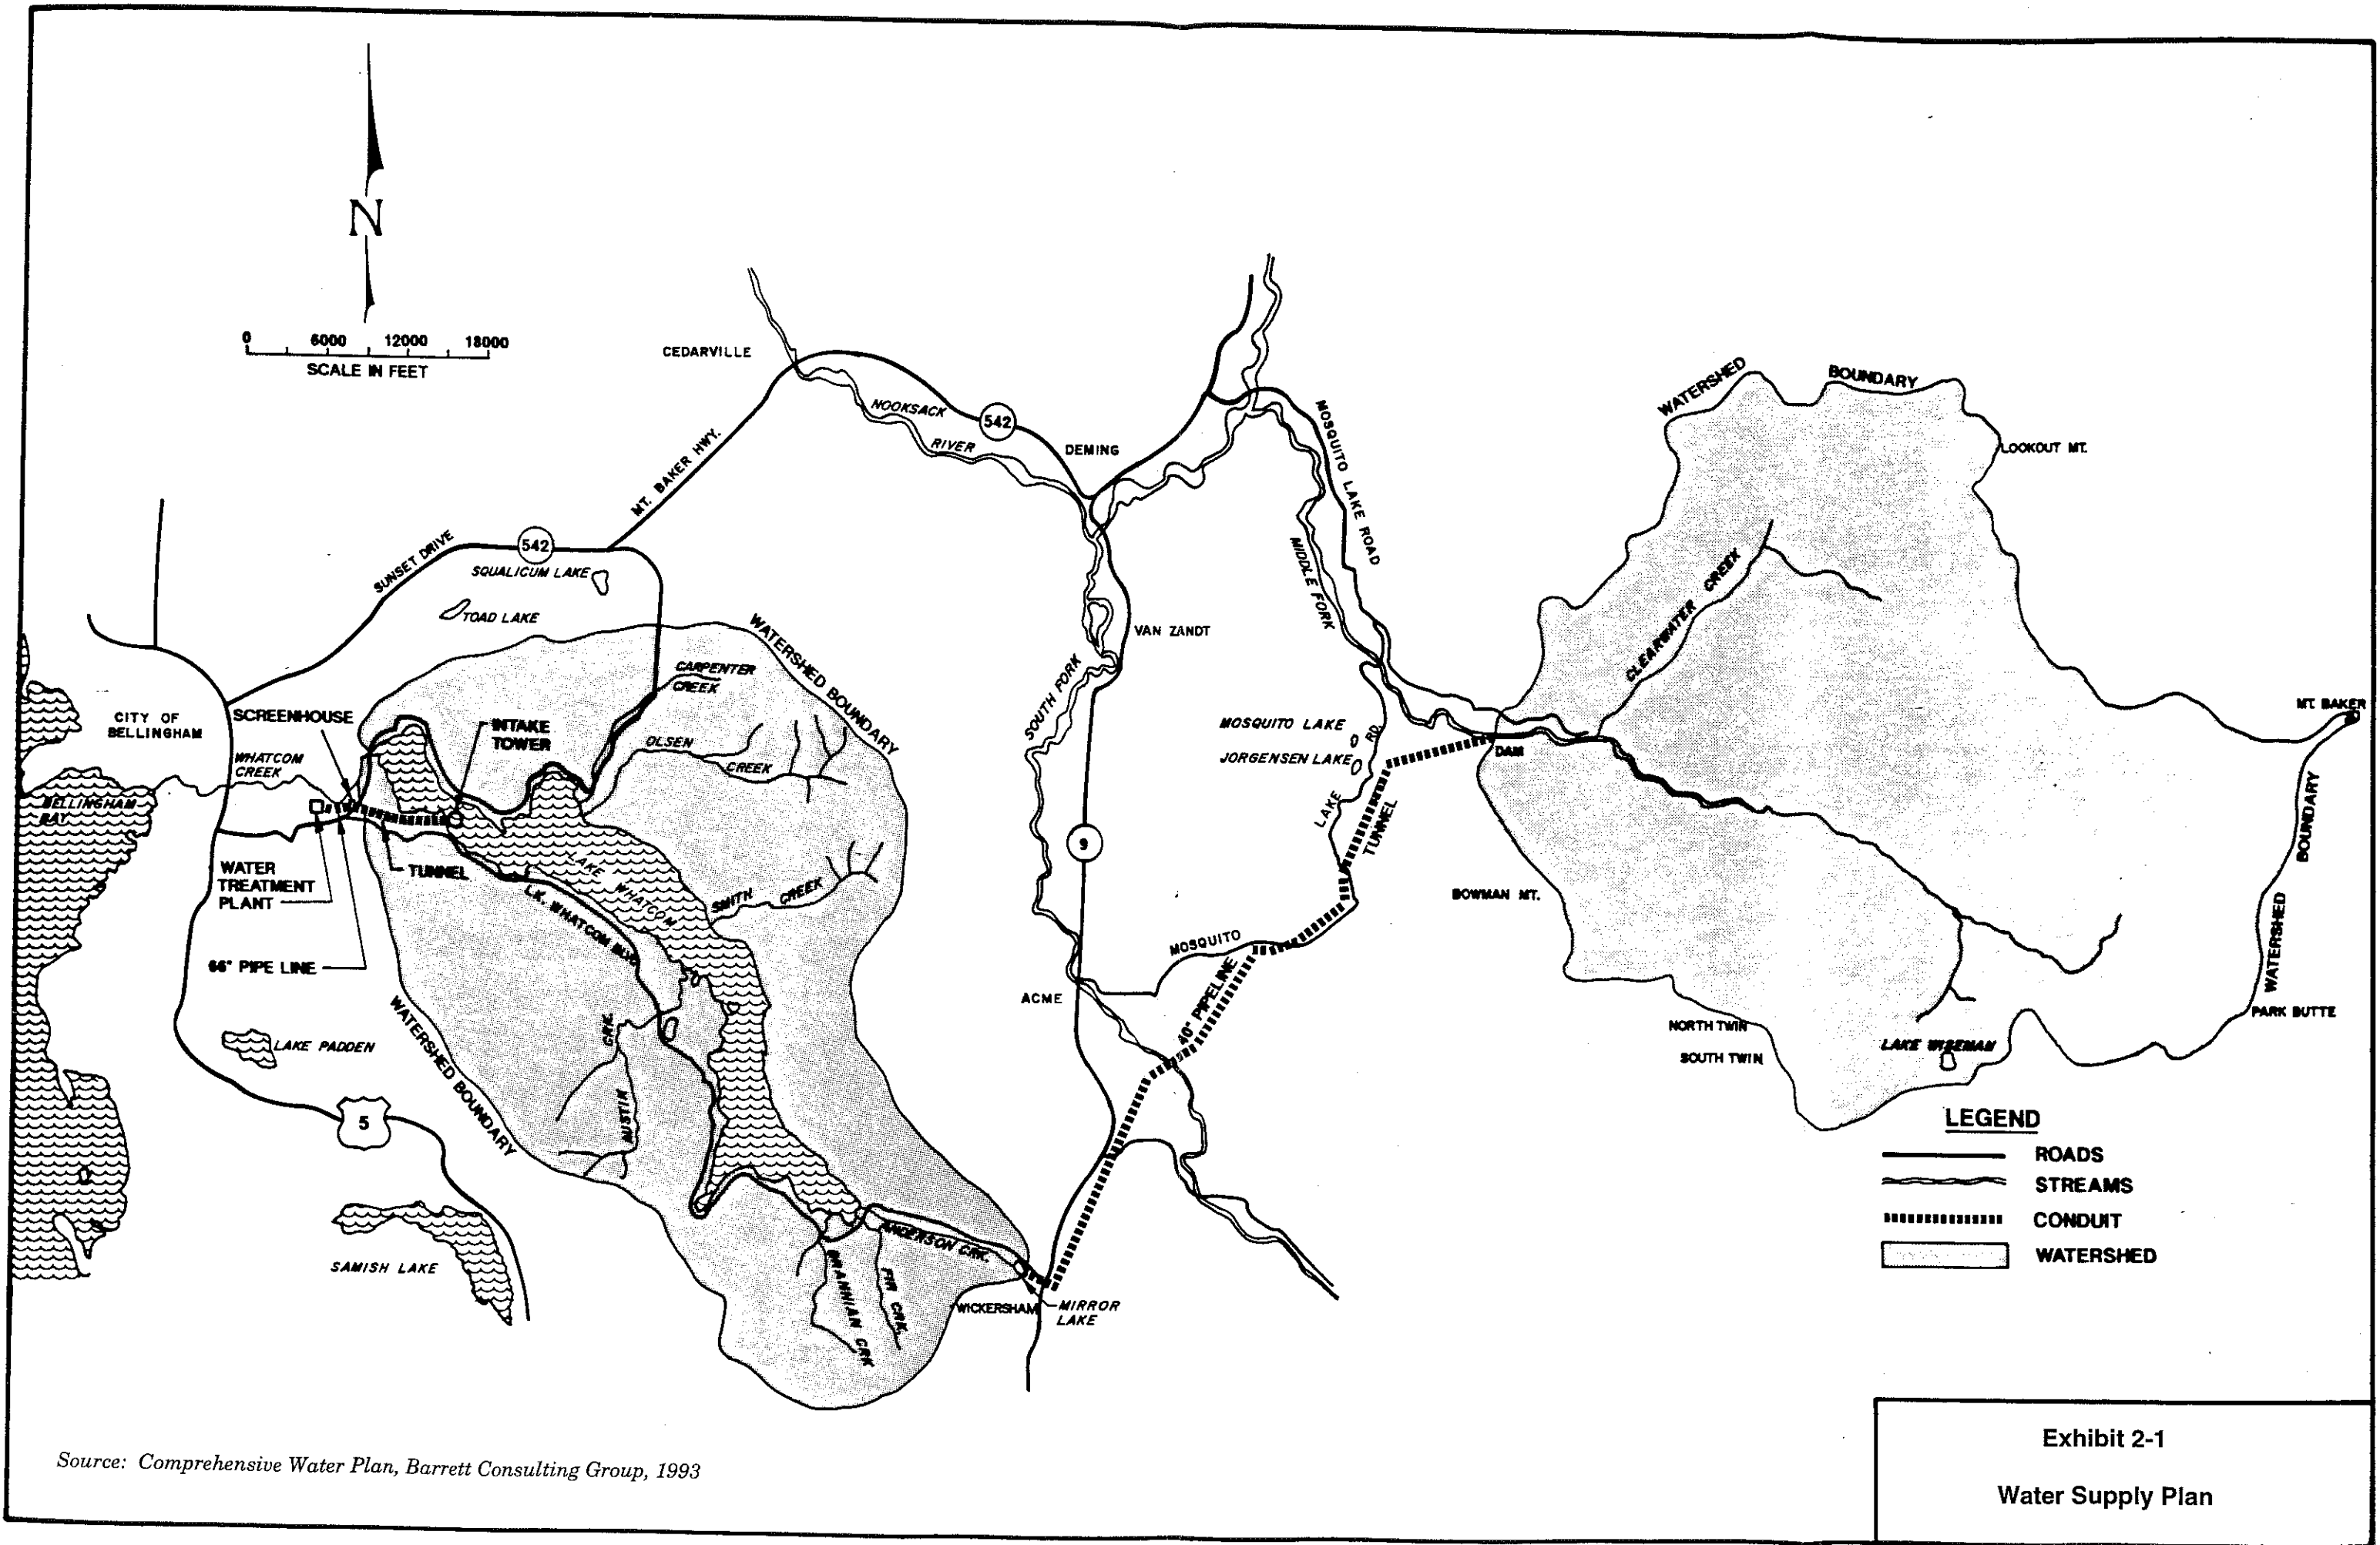 N
0 6000 12000 18000
SCALE IN FEET
CEDARVILLE
NOOKSACK
RIVER
542
DEMING
MT. BAKER HWY.
SUNSET DRIVE
542
SQUALICUM LAKE
TOAD LAKE
WATERSHED BOUNDARY
CARPENTER
CREEK
OLSEN
CREEK
SMITH CREEK
INTAKE
TOWER
SCREENHOUSE
CITY OF
BELLINGHAM
WHATCOM
CREEK
BELLINGHAM
BAY
WATER
TREATMENT
PLANT
TUNNEL
66" PIPE LINE
LAKE WHATCOM
LK. WHATCOM BLVD
WATERSHED BOUNDARY
AUSTIN
CRK.
LAKE PADDEN
5
SAMISH LAKE
ANDERSON CRK.
BRANNIAN CRK
FIR CRK.
WICKERSHAM
MIRROR
LAKE
VAN ZANDT
SOUTH FORK
9
ACME
MOSQUITO LAKE ROAD
MIDDLE FORK
MOSQUITO LAKE
JORGENSEN LAKE
MOSQUITO
LAKE
RD.
TUNNEL
40" PIPELINE
DAM
BOWMAN MT.
WATERSHED
BOUNDARY
LOOKOUT MT.
CLEARWATER CREEK
MT. BAKER
WATERSHED
BOUNDARY
PARK BUTTE
NORTH TWIN
SOUTH TWIN
LAKE WISEMAN
LEGEND
ROADS
STREAMS
CONDUIT
WATERSHED
Source: Comprehensive Water Plan, Barrett Consulting Group, 1993
Exhibit 2-1
Water Supply Plan